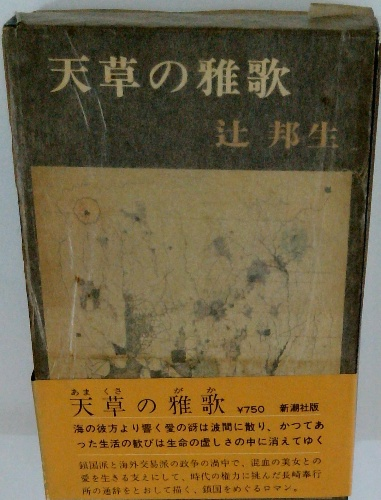 天草の雅歌
辻邦生
あまくさ がか
天草の雅歌 ¥750 新潮社版
海の彼方より響く愛の謌は波間に散り、かつてあ
った生活の歓びは生命の虚しさの中に消えてゆく
鎖国派と海外交易派の政争の渦中で、混血の美女との
愛を生きる支えにして、時代の権力に挑んだ長崎奉行
所の通辞をとおして描く、鎖国をめぐるロマン。